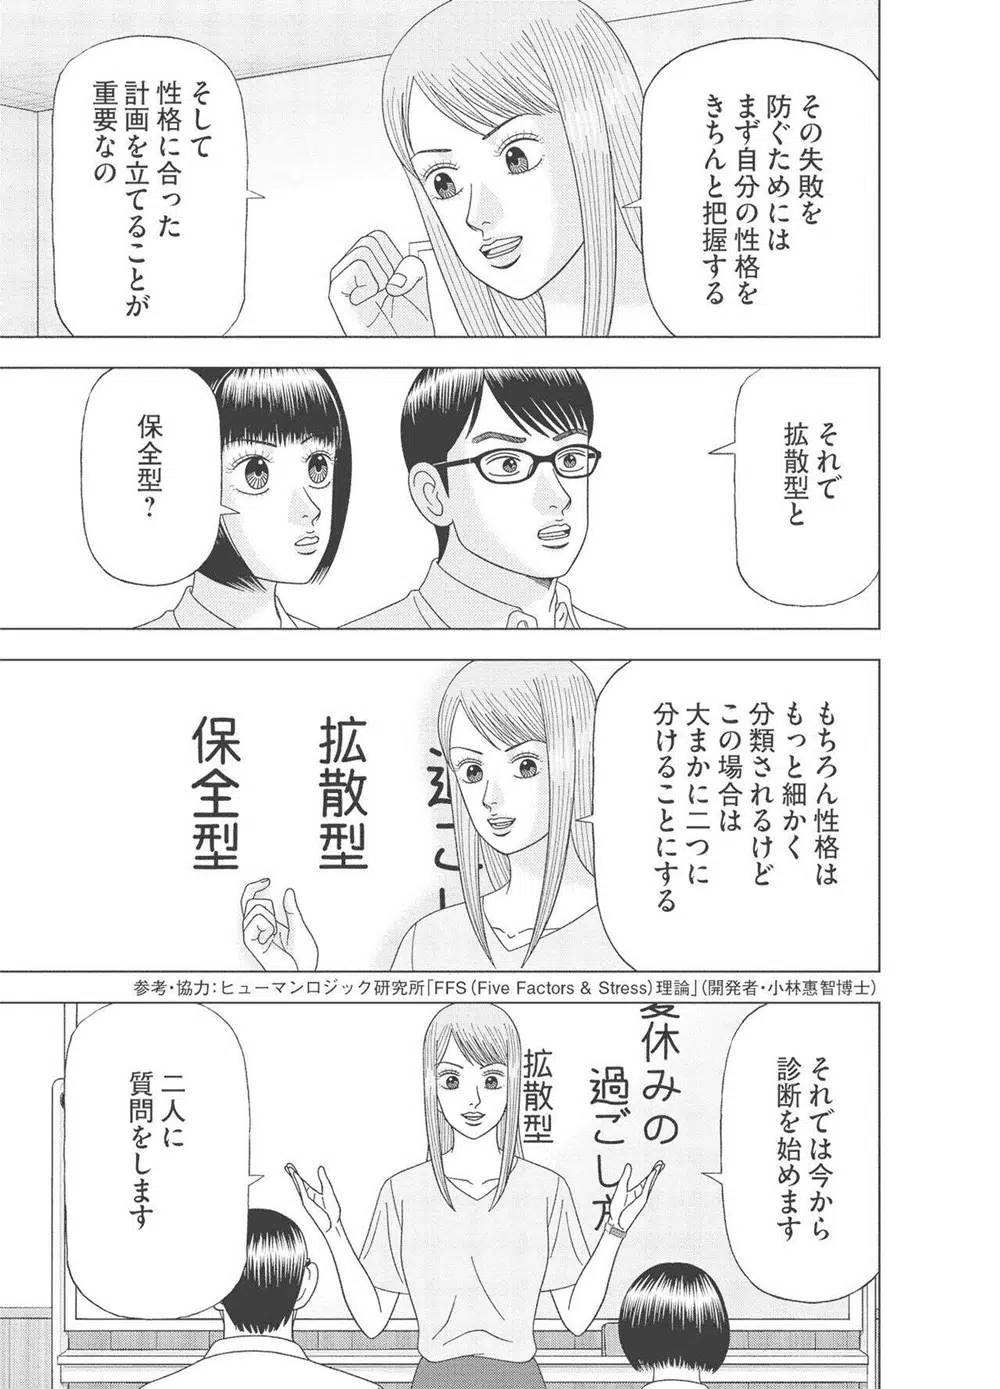 その失敗を
防ぐためには
まず自分の性格を
きちんと把握する
そして
性格に合った
計画を立てることが
重要なの
それで
拡散型と
保全型？
もちろん性格は
もっと細かく
分類されるけど
この場合は
大まかに二つに
分けることにする
過ごし
拡散型
保全型
参考・協力：ヒューマンロジック研究所「FFS（Five Factors & Stress）理論」（開発者・小林惠智博士）
それでは今から
診断を始めます
夏休みの
過ごし方
拡散型
二人に
質問をします